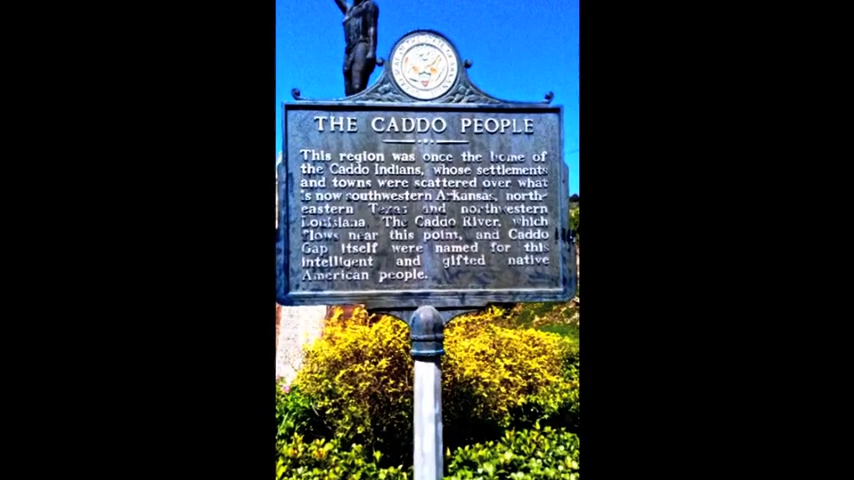 THE CADDO PEOPLE
This region was once the home of
the Caddo Indians, whose settlements
and towns were scattered over what
is now southwestern Arkansas, north-
eastern Texas and northwestern
Louisiana. The Caddo River, which
flows near this point, and Caddo
Gap itself were named for this
intelligent and gifted native
American people.